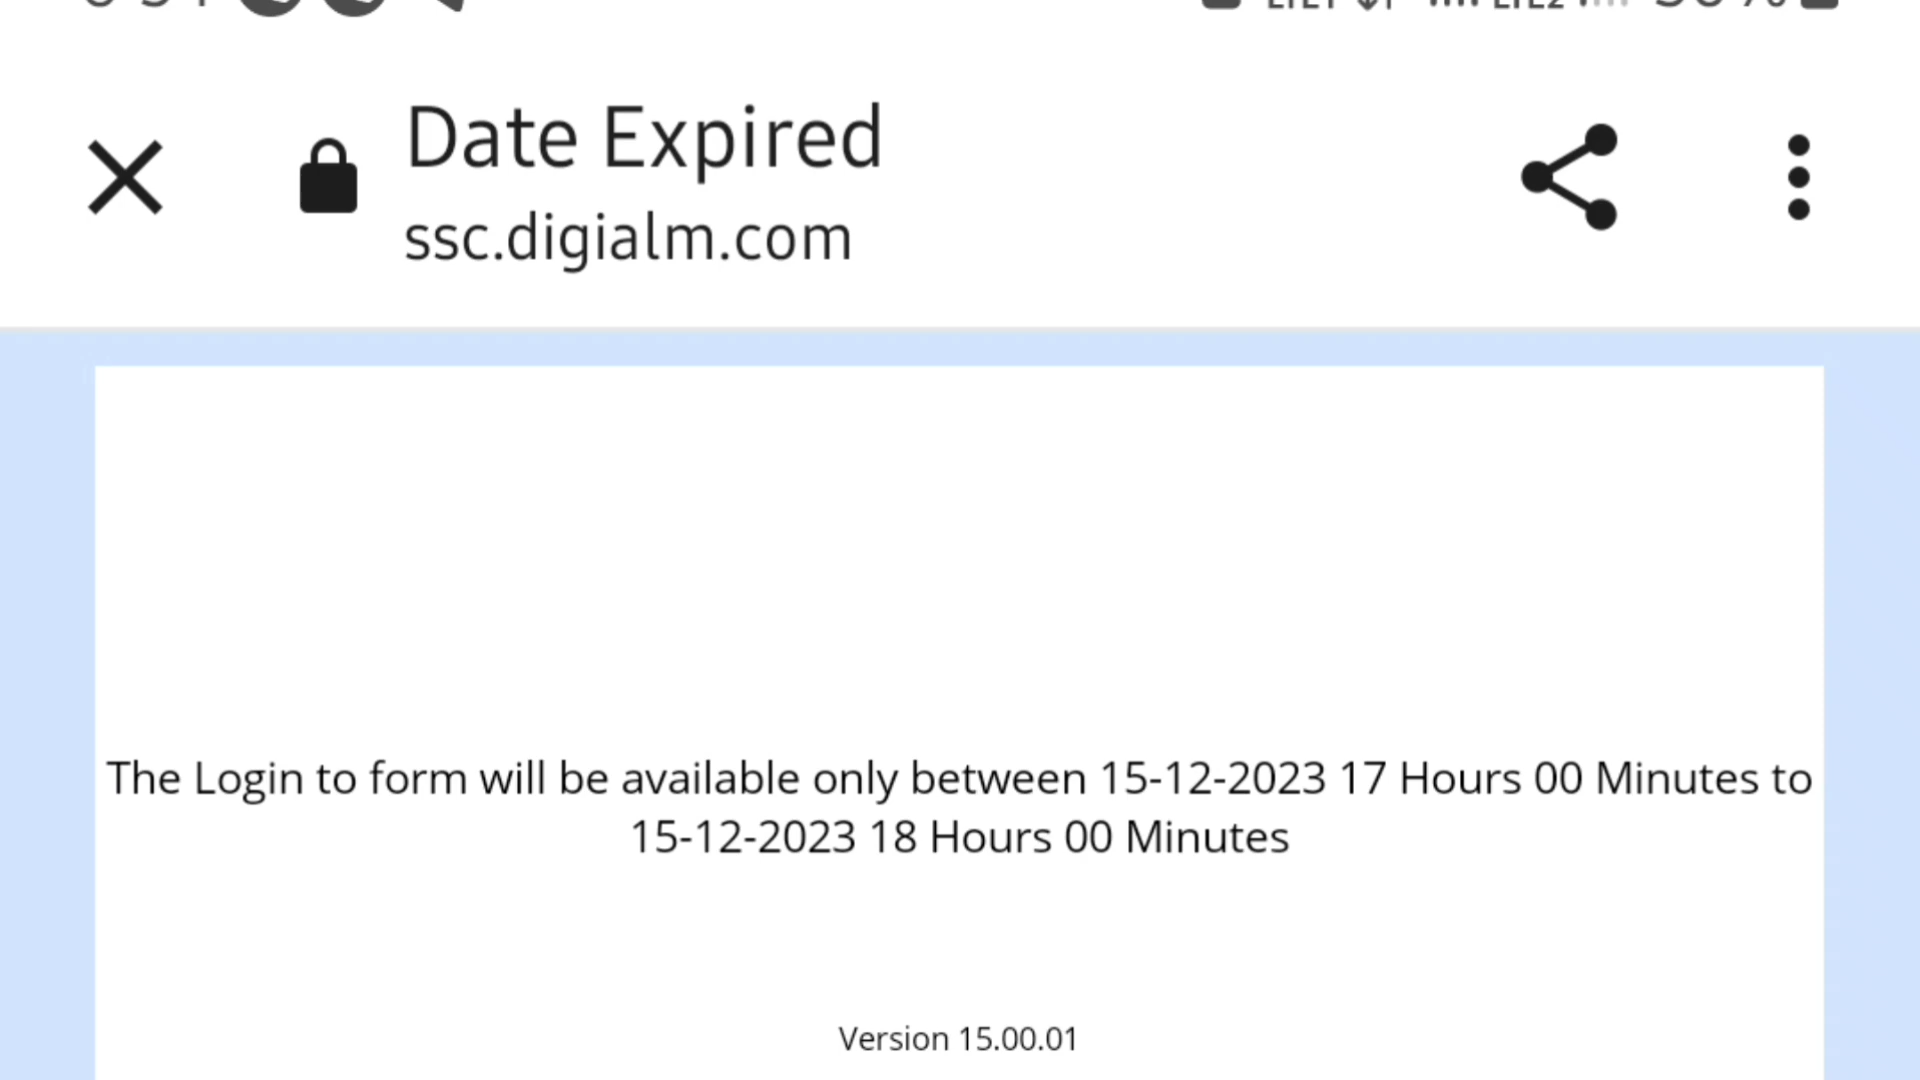 Date Expired
ssc.digialm.com
The Login to form will be available only between 15-12-2023 17 Hours 00 Minutes to
15-12-2023 18 Hours 00 Minutes
Version 15.00.01